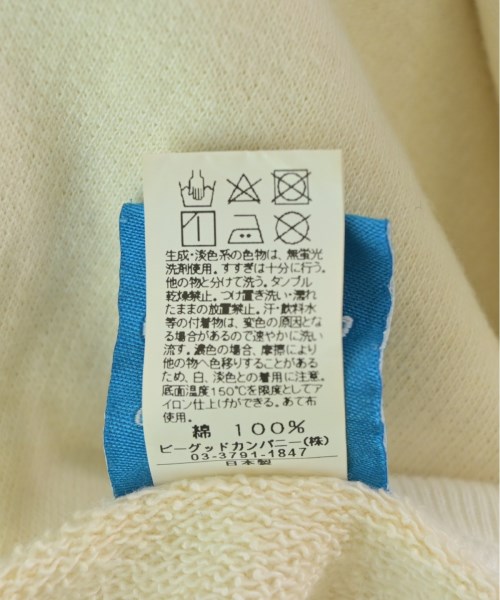 生成・淡色系の色物は、無蛍光
洗剤使用。すすぎは十分に行う。
他の物と分けて洗う。タンブル
乾燥禁止。つけ置き洗い・濡れ
たままの放置禁止。汗・飲料水
等の付着物は、変色の原因とな
る場合があるので速やかに洗い
流す。濃色の場合、摩擦により
他の物へ色移りすることがある
ため、白、淡色との着用に注意。
底面温度150℃を限度としてア
イロン仕上げができる。あて布
使用。
綿 100%
ビーグッドカンパニー(株)
03-3791-1847
日本製